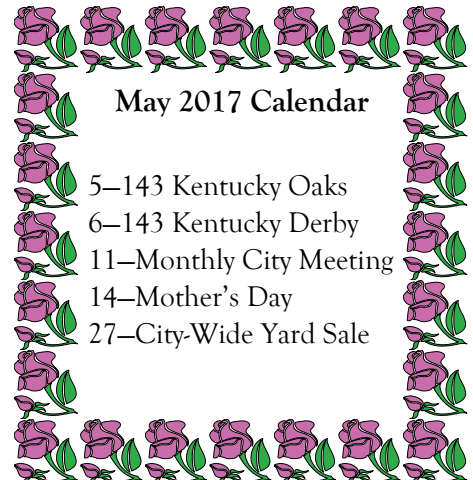 May 2017 Calendar
5—143 Kentucky Oaks
6—143 Kentucky Derby
11—Monthly City Meeting
14—Mother's Day
27—City-Wide Yard Sale